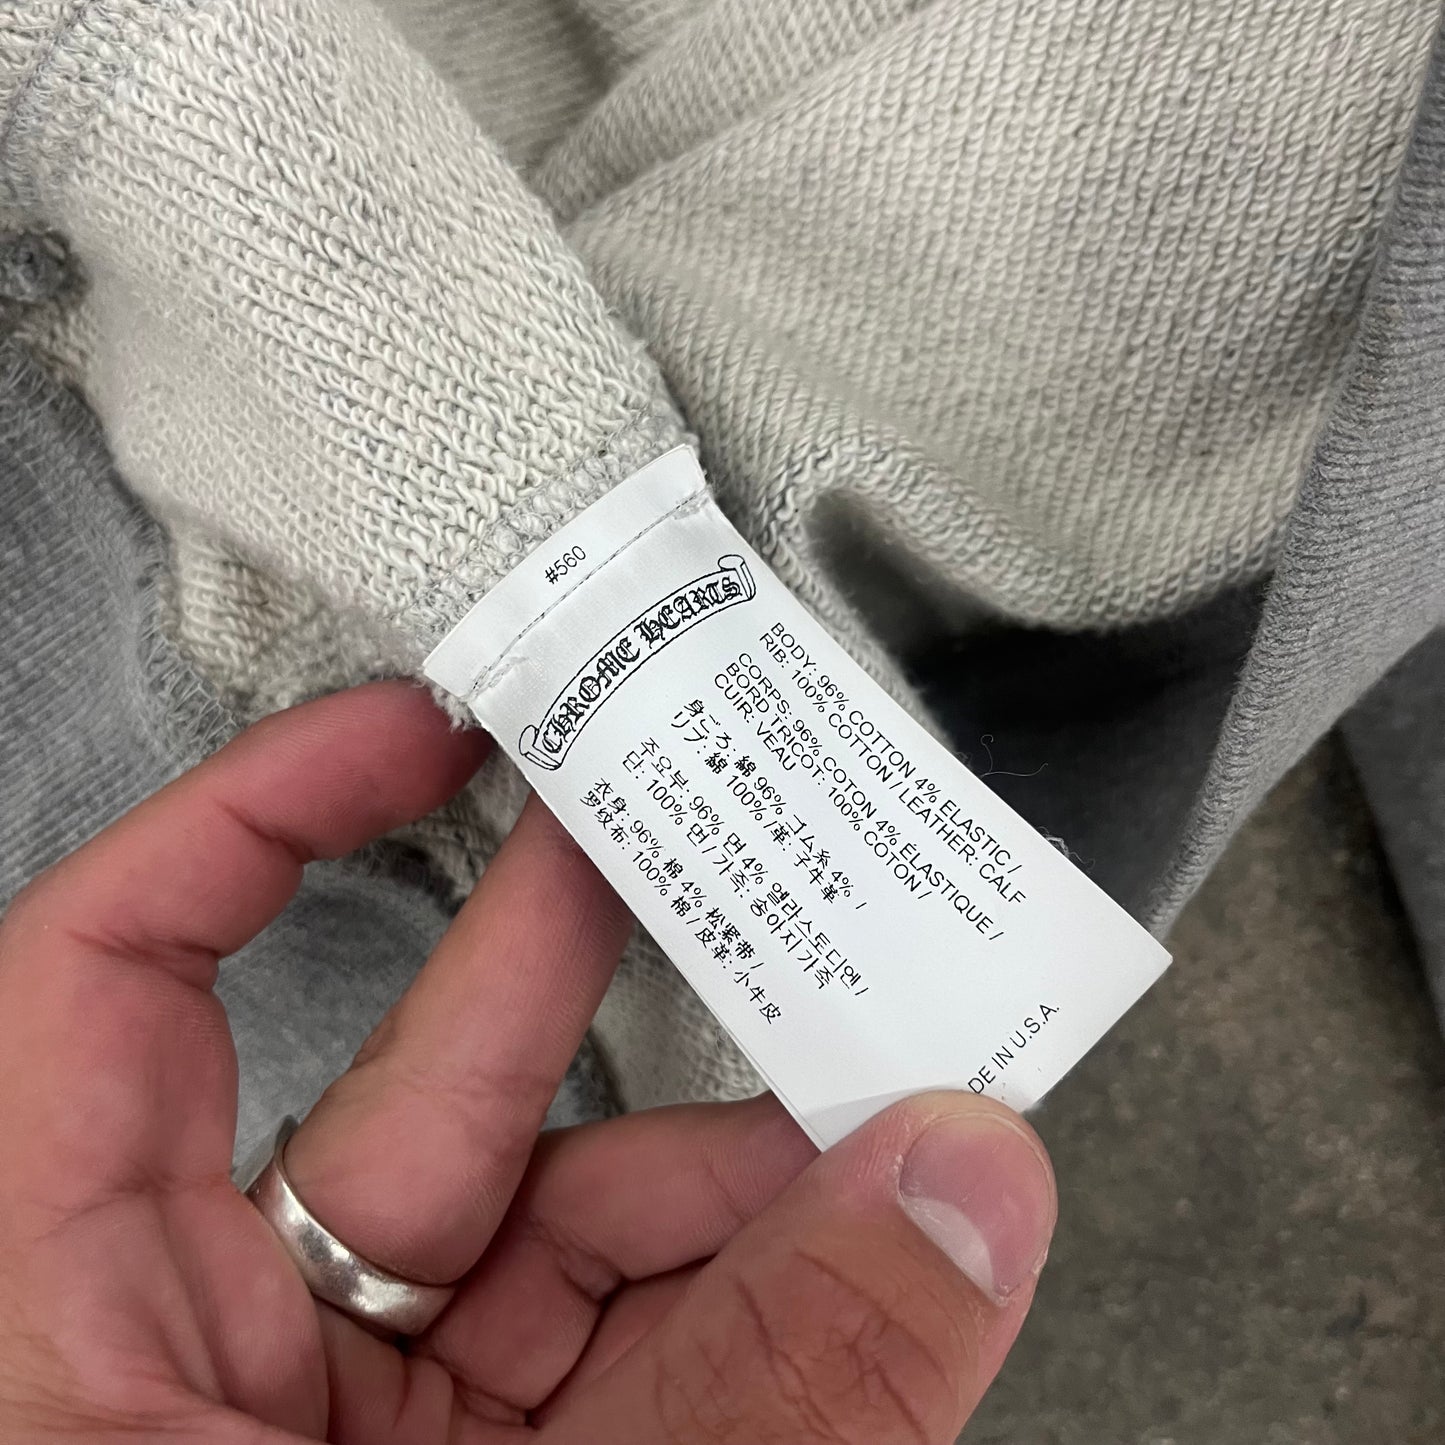 #560
CHROME HEARTS
BODY: 96% COTTON 4% ELASTIC /
RIB: 100% COTTON / LEATHER: CALF
CORPS: 96% COTON 4% ÉLASTIQUE /
BORD TRICOT: 100% COTON /
CUIR: VEAU
身ごろ: 綿 96% ゴム糸 4% /
リブ: 綿 100% /革: 子牛革
주요부: 96% 면 4% 엘라스토디엔 /
단: 100% 면 / 가죽: 송아지 가죽
衣身: 96% 棉 4% 松紧带 /
罗纹布: 100% 棉 / 皮革: 小牛皮
DE IN U.S.A.